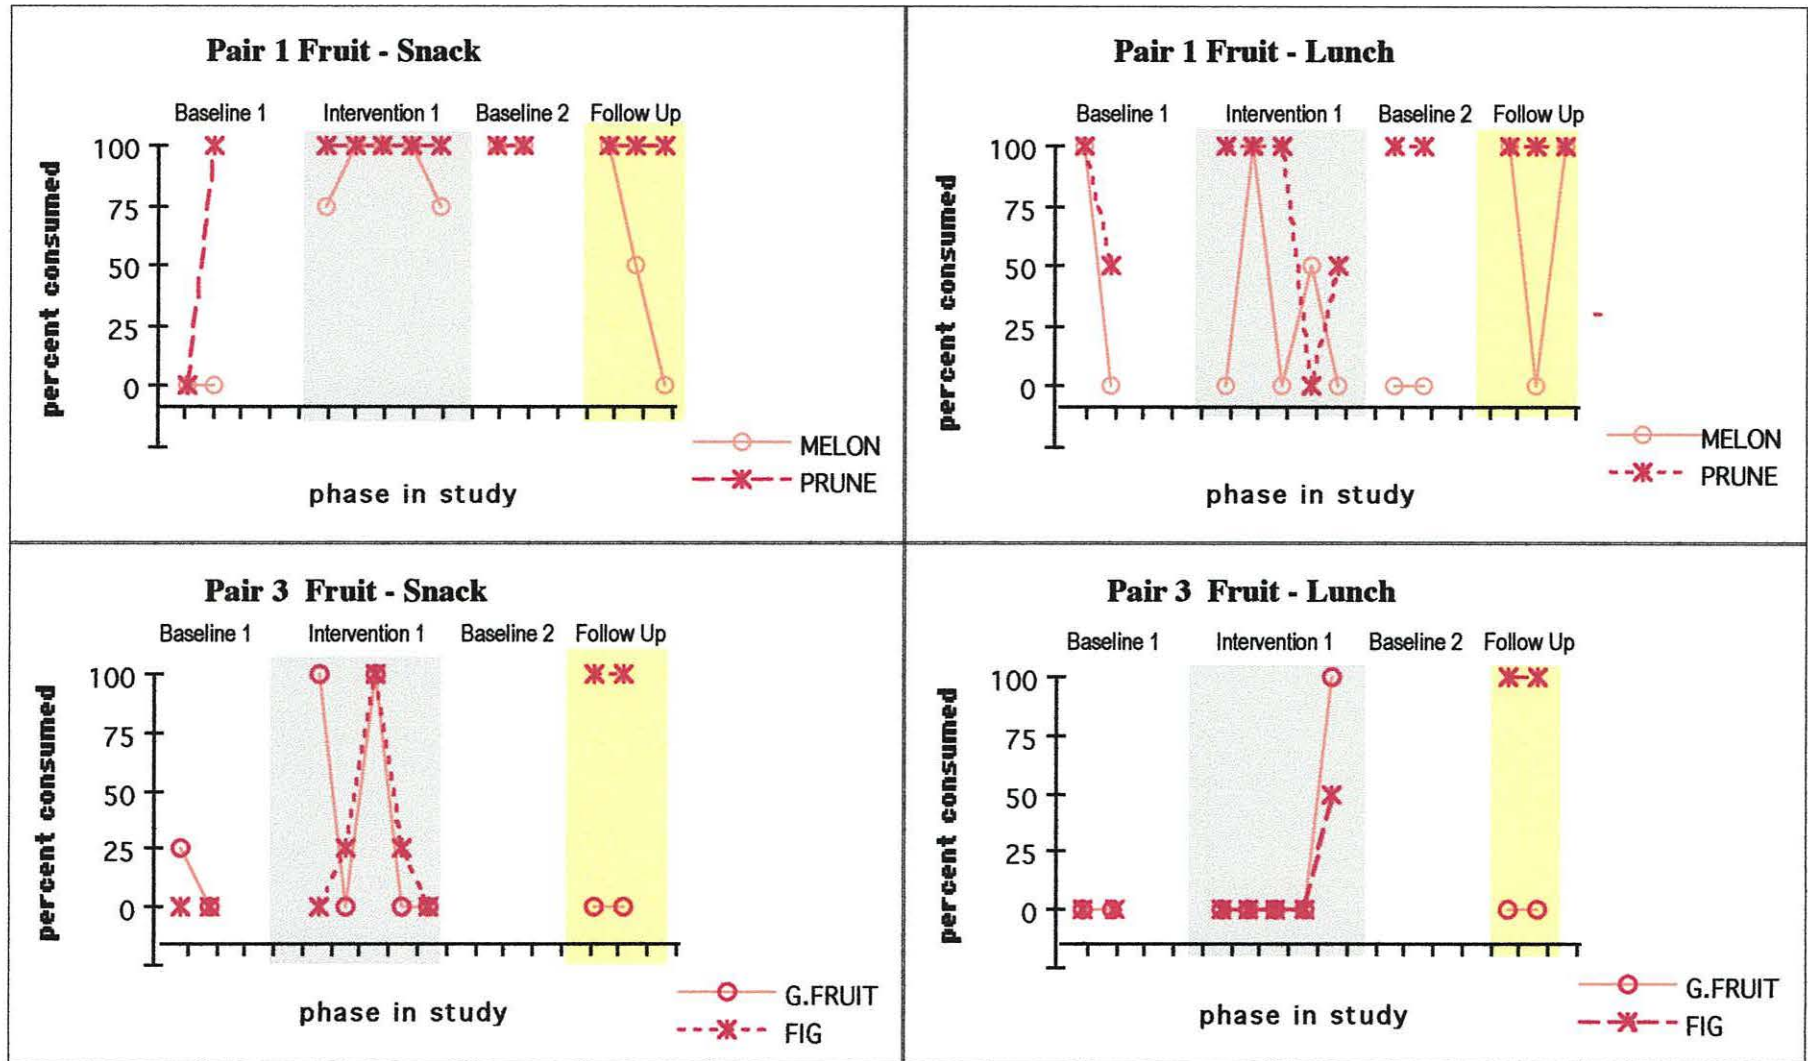 Pair 1 Fruit - Snack
Baseline 1 Intervention 1 Baseline 2 Follow Up
100
75
50
25
0
percent consumed
phase in study
MELON
PRUNE
Pair 1 Fruit - Lunch
Baseline 1 Intervention 1 Baseline 2 Follow Up
100
75
50
25
0
percent consumed
phase in study
MELON
PRUNE
Pair 3 Fruit - Snack
Baseline 1 Intervention 1 Baseline 2 Follow Up
100
75
50
25
0
percent consumed
phase in study
G.FRUIT
FIG
Pair 3 Fruit - Lunch
Baseline 1 Intervention 1 Baseline 2 Follow Up
100
75
50
25
0
percent consumed
phase in study
G.FRUIT
FIG